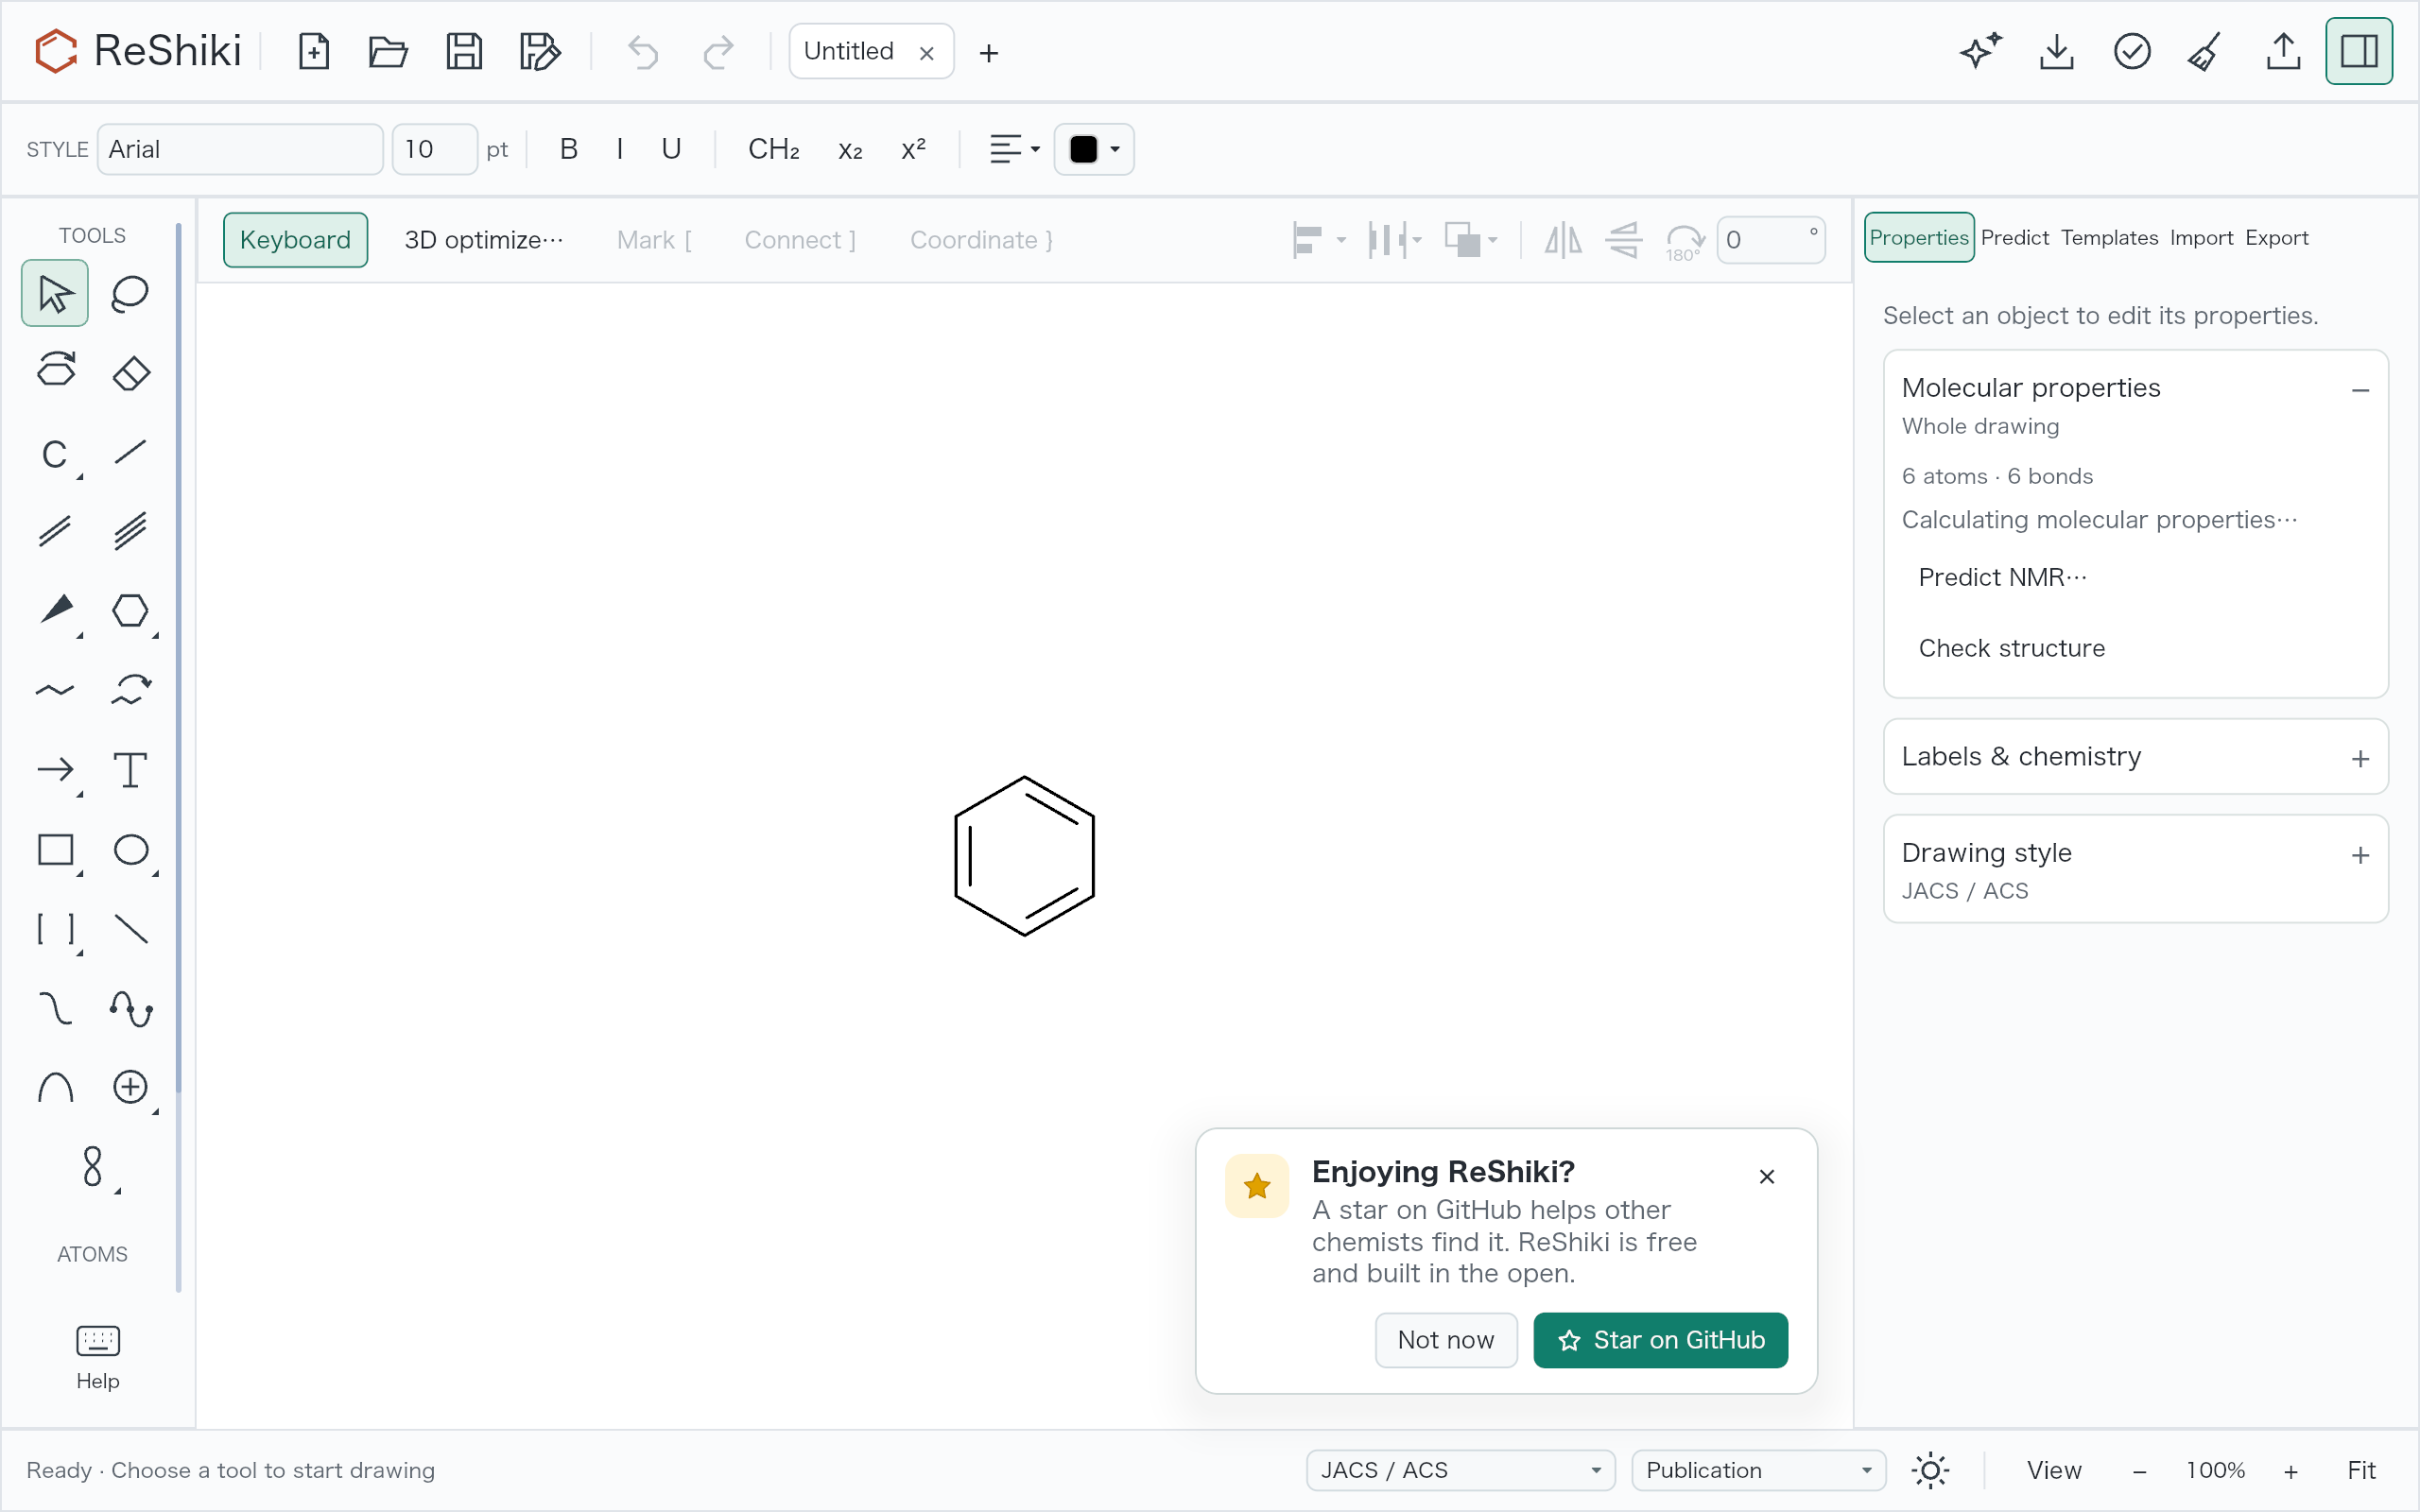 ReShiki
Untitled × +
STYLE Arial 10 pt B I U CH₂ x₂ x²
TOOLS
Keyboard 3D optimize… Mark [ Connect ] Coordinate }
180° 0 °
Properties Predict Templates Import Export
Select an object to edit its properties.
Molecular properties −
Whole drawing
6 atoms · 6 bonds
Calculating molecular properties…
Predict NMR…
Check structure
Labels & chemistry +
Drawing style +
JACS / ACS
C
T
[ ]
Enjoying ReShiki? ×
A star on GitHub helps other
chemists find it. ReShiki is free
and built in the open.
Not now Star on GitHub
ATOMS
Help
Ready · Choose a tool to start drawing
JACS / ACS Publication View − 100% + Fit